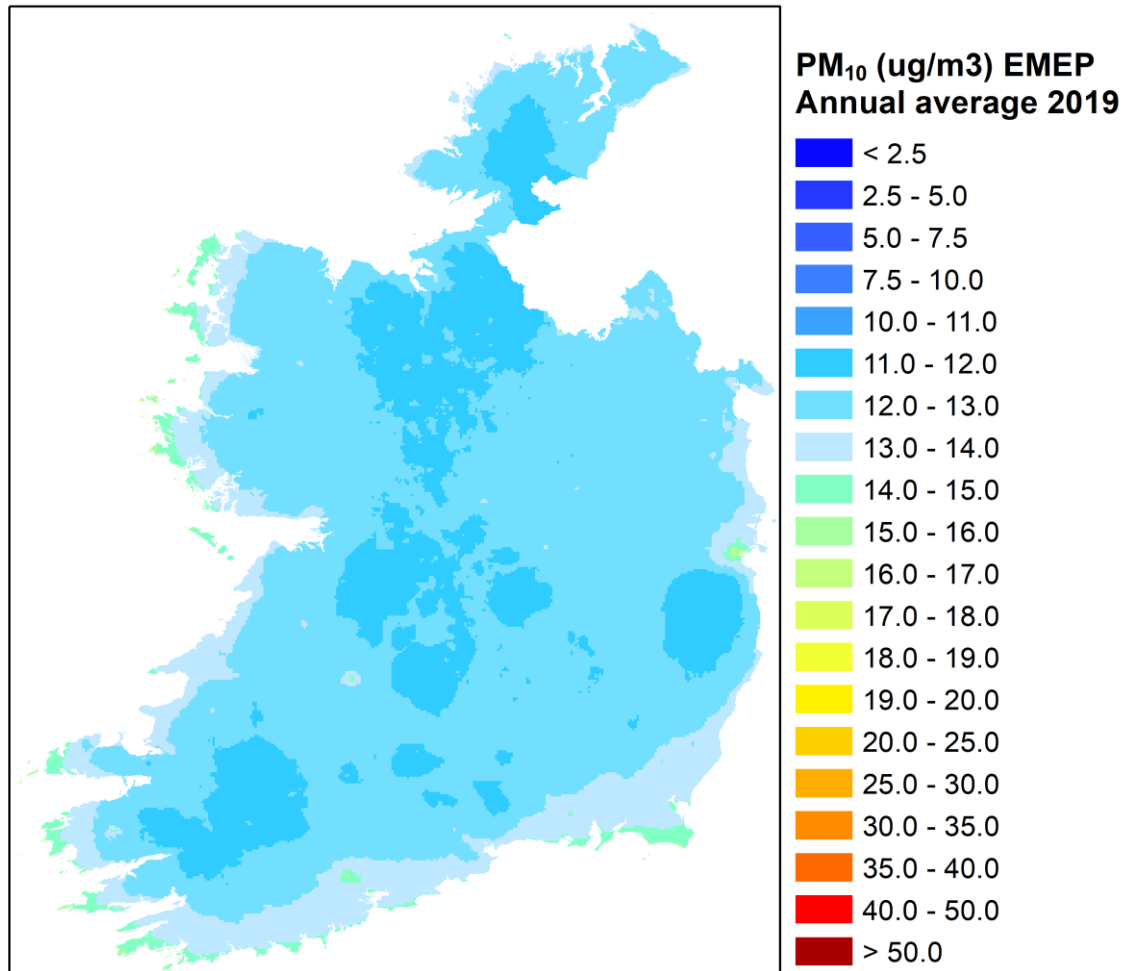 PM₁₀ (ug/m3) EMEP
Annual average 2019
< 2.5
2.5 - 5.0
5.0 - 7.5
7.5 - 10.0
10.0 - 11.0
11.0 - 12.0
12.0 - 13.0
13.0 - 14.0
14.0 - 15.0
15.0 - 16.0
16.0 - 17.0
17.0 - 18.0
18.0 - 19.0
19.0 - 20.0
20.0 - 25.0
25.0 - 30.0
30.0 - 35.0
35.0 - 40.0
40.0 - 50.0
> 50.0